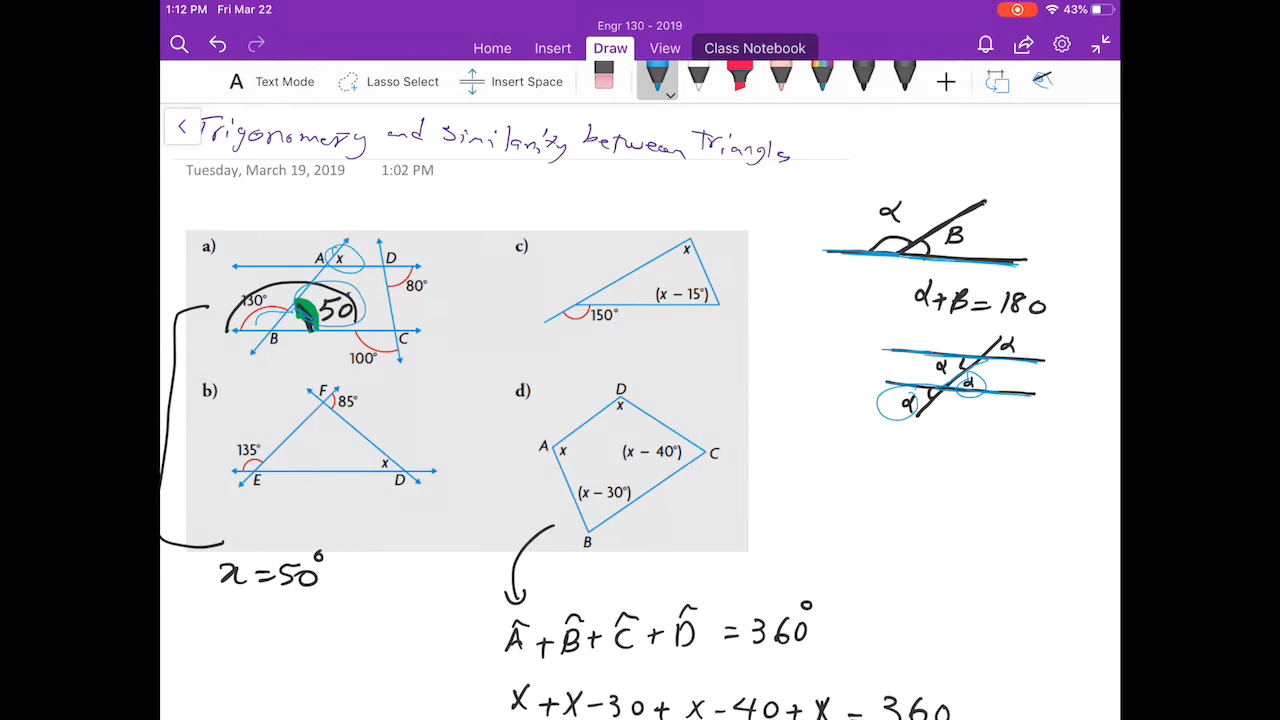 1:12 PM Fri Mar 22
43%
Engr 130 - 2019
Home Insert Draw View Class Notebook
A Text Mode Lasso Select Insert Space
Trigonometry and Similarity between Triangls
Tuesday, March 19, 2019 1:02 PM
a)
A x D
80°
130° 50
B C
100°
b)
F
85°
135° x
E D
c)
x
(x – 15°)
150°
d)
D
x
A x (x – 40°) C
(x – 30°)
B
α
B
α+B=180
α
α
α
α
x=50°
Â+B̂+Ĉ+D̂ =360°
x+x-30+x-40+x=360